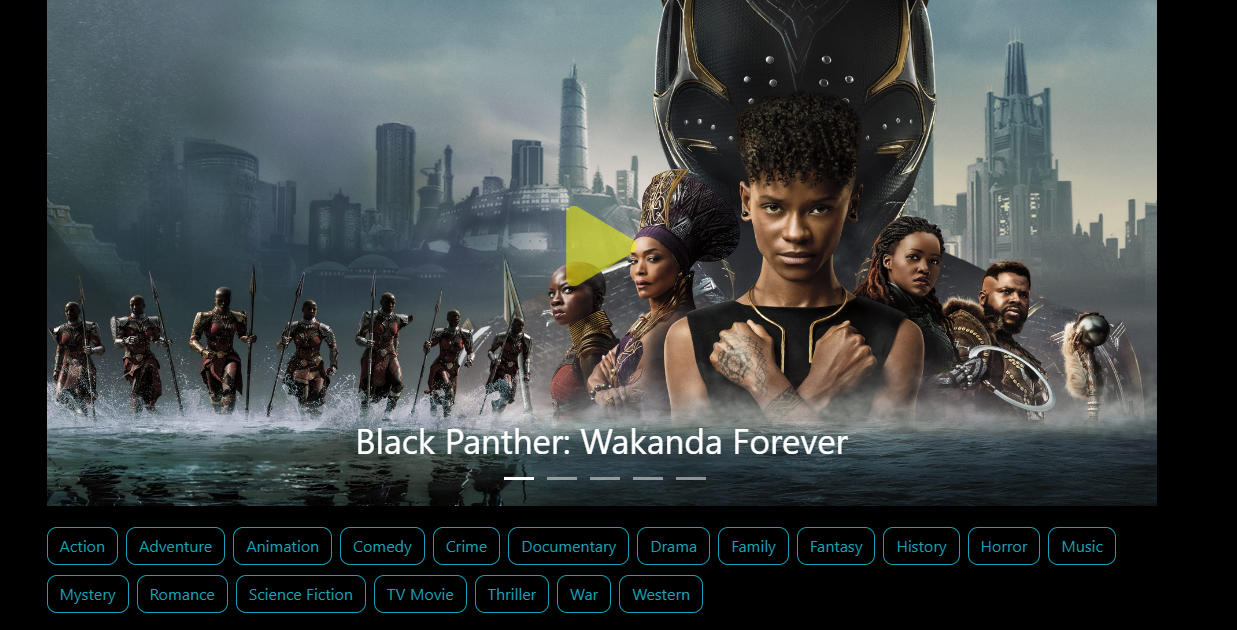 Black Panther: Wakanda Forever
Action Adventure Animation Comedy Crime Documentary Drama Family Fantasy History Horror Music
Mystery Romance Science Fiction TV Movie Thriller War Western